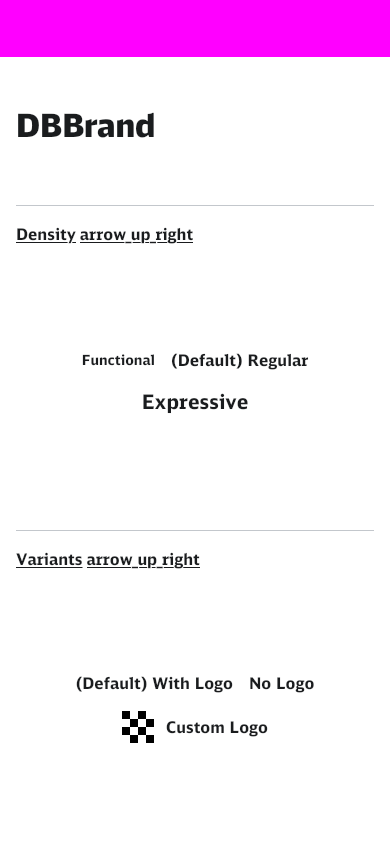 DBBrand
Density arrow_up_right
Functional (Default) Regular
Expressive
Variants arrow_up_right
(Default) With Logo No Logo
Custom Logo